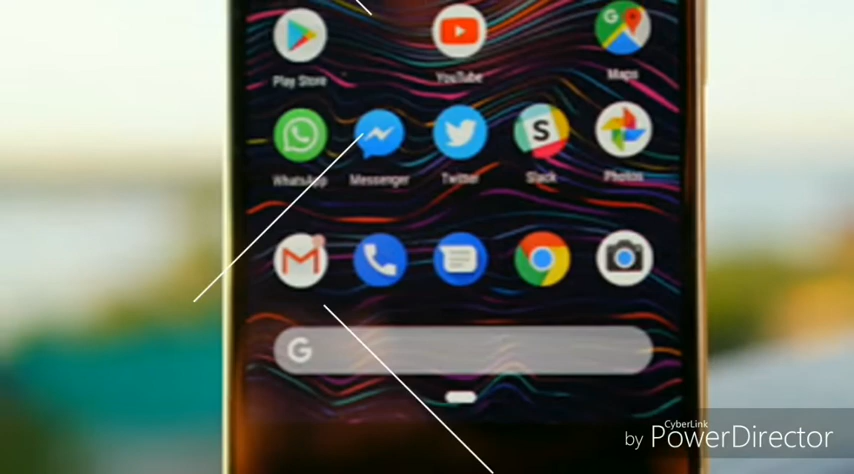 Play Store
YouTube
Maps
WhatsApp
Messenger
Twitter
S
Slack
Photos
G
CyberLink
by PowerDirector